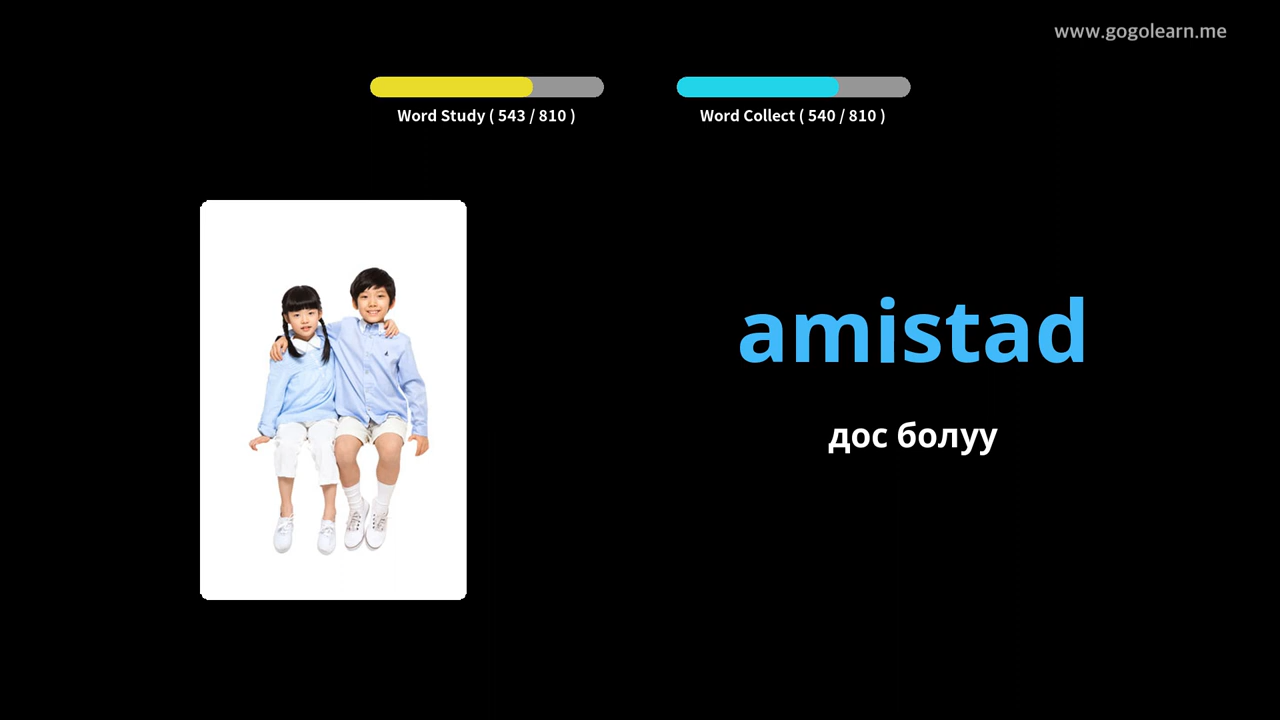 www.gogolearn.me
Word Study ( 543 / 810 )
Word Collect ( 540 / 810 )
amistad
дос болуу